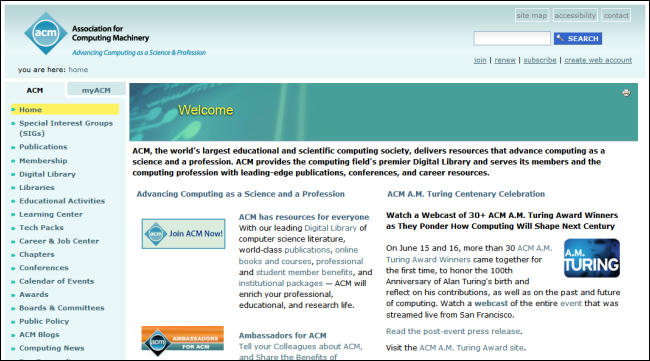 site map accessibility contact
acm Association for
Computing Machinery
Advancing Computing as a Science & Profession
SEARCH
you are here: home
join | renew | subscribe | create web account
ACM myACM
Home
Special Interest Groups
(SIGs)
Publications
Membership
Digital Library
Libraries
Educational Activities
Learning Center
Tech Packs
Career & Job Center
Chapters
Conferences
Calendar of Events
Awards
Boards & Committees
Public Policy
ACM Blogs
Computing News
Welcome
ACM, the world's largest educational and scientific computing society, delivers resources that advance computing as a
science and a profession. ACM provides the computing field's premier Digital Library and serves its members and the
computing profession with leading-edge publications, conferences, and career resources.
Advancing Computing as a Science and a Profession
acm Join ACM Now!
ACM has resources for everyone
With our leading Digital Library of
computer science literature,
world-class publications, online
books and courses, professional
and student member benefits, and
institutional packages — ACM will
enrich your professional,
educational, and research life.
AMBASSADORS
FOR ACM
Ambassadors for ACM
Tell your Colleagues about ACM,
and Share the Benefits of
ACM A.M. Turing Centenary Celebration
Watch a Webcast of 30+ ACM A.M. Turing Award Winners
as They Ponder How Computing Will Shape Next Century
On June 15 and 16, more than 30 ACM A.M.
Turing Award Winners came together for
the first time, to honor the 100th
Anniversary of Alan Turing's birth and
reflect on his contributions, as well as on the past and future
of computing. Watch a webcast of the entire event that was
streamed live from San Francisco.
A.M.
TURING
Read the post-event press release.
Visit the ACM A.M. Turing Award site.